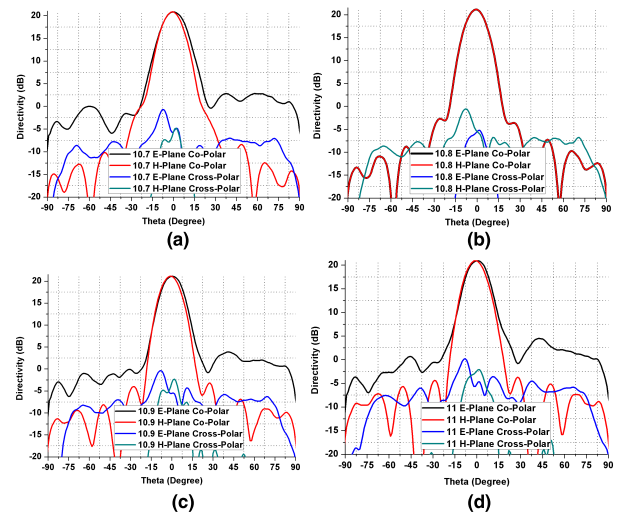 20
15
10
5
0
-5
-10
-15
-20
Directivity (dB)
10.7 E-Plane Co-Polar
10.7 H-Plane Co-Polar
10.7 E-Plane Cross-Polar
10.7 H-Plane Cross-Polar
-90 -75 -60 -45 -30 -15 0 15 30 45 60 75 90
Theta (Degree)
(a)
20
15
10
5
0
-5
-10
-15
-20
Directivity (dB)
10.8 E-Plane Co-Polar
10.8 H-Plane Co-Polar
10.8 E-Plane Cross-Polar
10.8 H-Plane Cross-Polar
-90 -75 -60 -45 -30 -15 0 15 30 45 60 75 90
Theta (Degree)
(b)
20
15
10
5
0
-5
-10
-15
-20
Directivity (dB)
10.9 E-Plane Co-Polar
10.9 H-Plane Co-Polar
10.9 E-Plane Cross-Polar
10.9 H-Plane Cross-Polar
-90 -75 -60 -45 -30 -15 0 15 30 45 60 75 90
Theta (Degree)
(c)
20
15
10
5
0
-5
-10
-15
-20
Directivity (dB)
11 E-Plane Co-Polar
11 H-Plane Co-Polar
11 E-Plane Cross-Polar
11 H-Plane Cross-Polar
-90 -75 -60 -45 -30 -15 0 15 30 45 60 75 90
Theta (Degree)
(d)